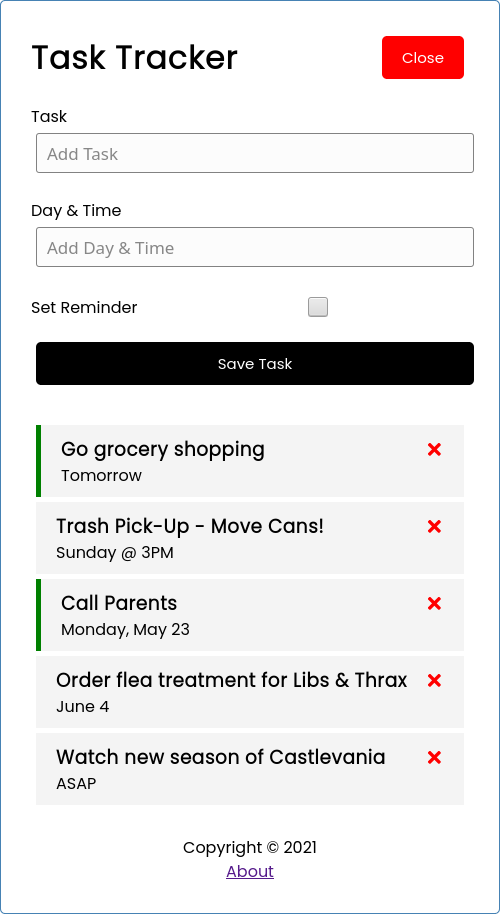 Task Tracker
Close
Task
Add Task
Day & Time
Add Day & Time
Set Reminder
Save Task
Go grocery shopping
Tomorrow
Trash Pick-Up - Move Cans!
Sunday @ 3PM
Call Parents
Monday, May 23
Order flea treatment for Libs & Thrax
June 4
Watch new season of Castlevania
ASAP
Copyright © 2021
About